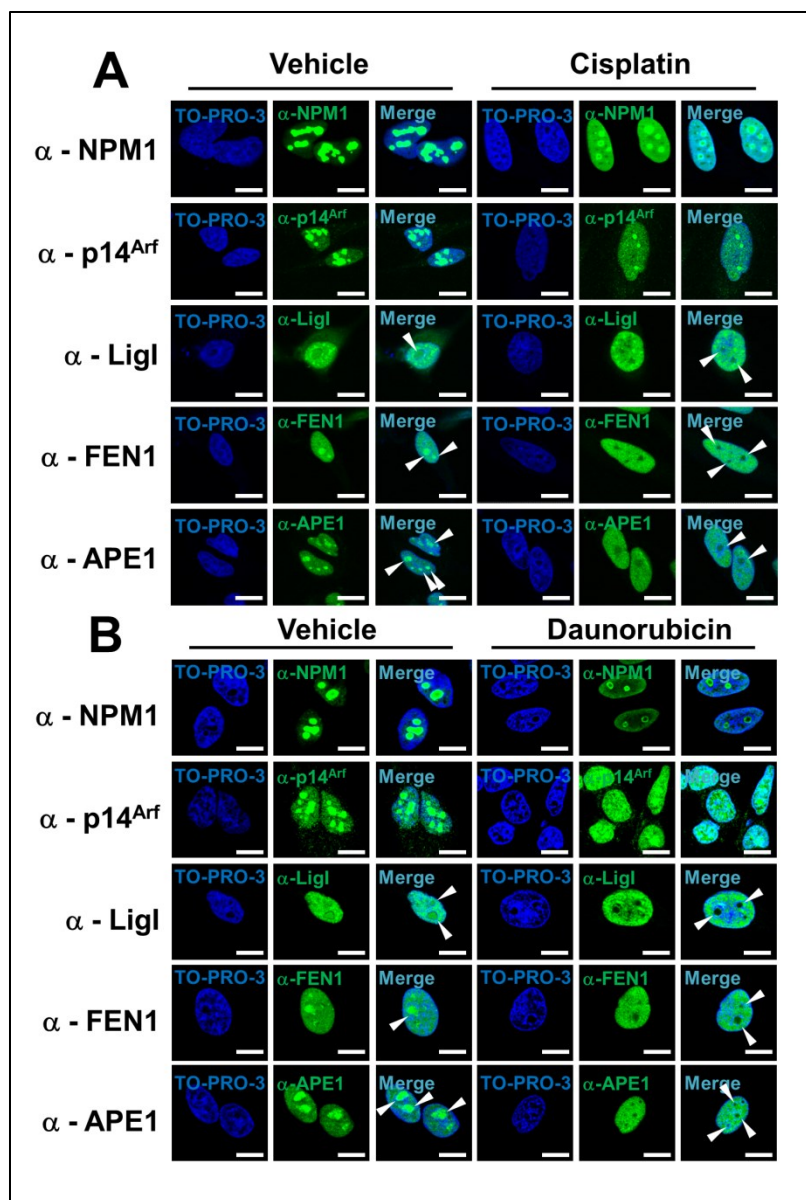 A
Vehicle Cisplatin
α - NPM1 TO-PRO-3 α-NPM1 Merge TO-PRO-3 α-NPM1 Merge
α - p14ᴬʳᶠ TO-PRO-3 α-p14ᴬʳᶠ Merge TO-PRO-3 α-p14ᴬʳᶠ Merge
α - LigI TO-PRO-3 α-LigI Merge TO-PRO-3 α-LigI Merge
α - FEN1 TO-PRO-3 α-FEN1 Merge TO-PRO-3 α-FEN1 Merge
α - APE1 TO-PRO-3 α-APE1 Merge TO-PRO-3 α-APE1 Merge
B
Vehicle Daunorubicin
α - NPM1 TO-PRO-3 α-NPM1 Merge TO-PRO-3 α-NPM1 Merge
α - p14ᴬʳᶠ TO-PRO-3 α-p14ᴬʳᶠ Merge TO-PRO-3 p14ᴬʳᶠ Merge
α - LigI TO-PRO-3 α-LigI Merge TO-PRO-3 α-LigI Merge
α - FEN1 TO-PRO-3 α-FEN1 Merge TO-PRO-3 α-FEN1 Merge
α - APE1 TO-PRO-3 α-APE1 Merge TO-PRO-3 α-APE1 Merge